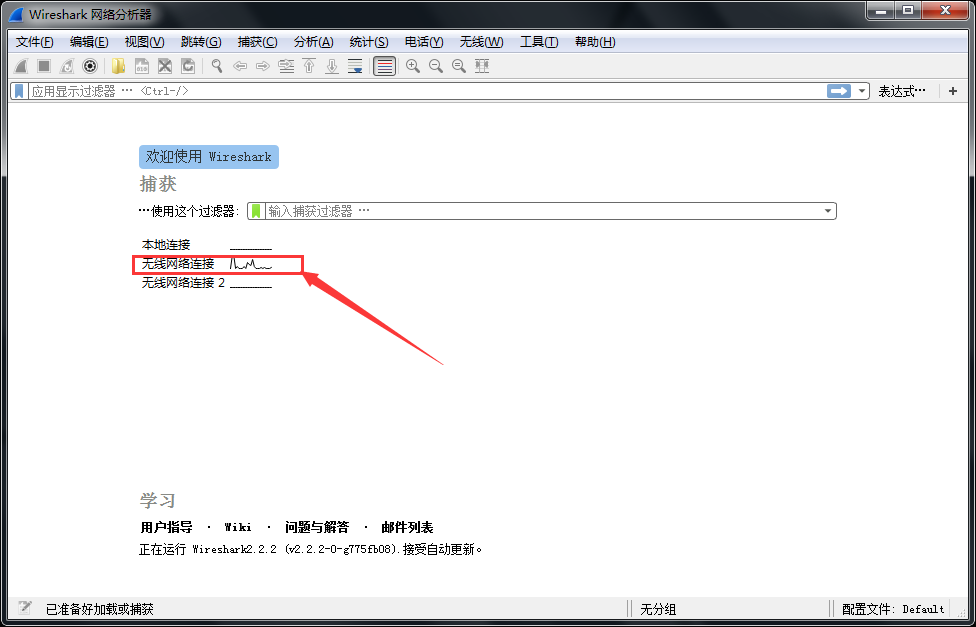 Wireshark 网络分析器
文件(F) 编辑(E) 视图(V) 跳转(G) 捕获(C) 分析(A) 统计(S) 电话(Y) 无线(W) 工具(T) 帮助(H)
应用显示过滤器 … <Ctrl-/> 表达式… +
欢迎使用 Wireshark
捕获
…使用这个过滤器: 输入捕获过滤器 …
本地连接
无线网络连接
无线网络连接 2
学习
用户指导 · Wiki · 问题与解答 · 邮件列表
正在运行 Wireshark2.2.2 (v2.2.2-0-g775fb08).接受自动更新。
已准备好加载或捕获 无分组 配置文件: Default